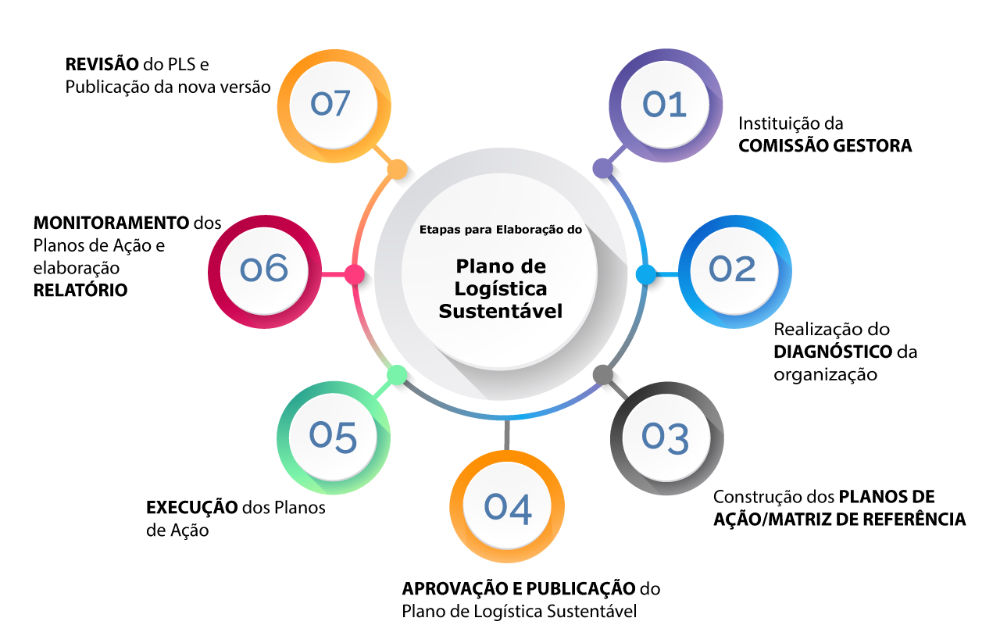 Etapas para Elaboração do
Plano de
Logística
Sustentável
01
Instituição da
COMISSÃO GESTORA
02
Realização do
DIAGNÓSTICO da
organização
03
Construção dos PLANOS DE
AÇÃO/MATRIZ DE REFERÊNCIA
04
APROVAÇÃO E PUBLICAÇÃO do
Plano de Logística Sustentável
05
EXECUÇÃO dos Planos
de Ação
06
MONITORAMENTO dos
Planos de Ação e
elaboração
RELATÓRIO
07
REVISÃO do PLS e
Publicação da nova versão